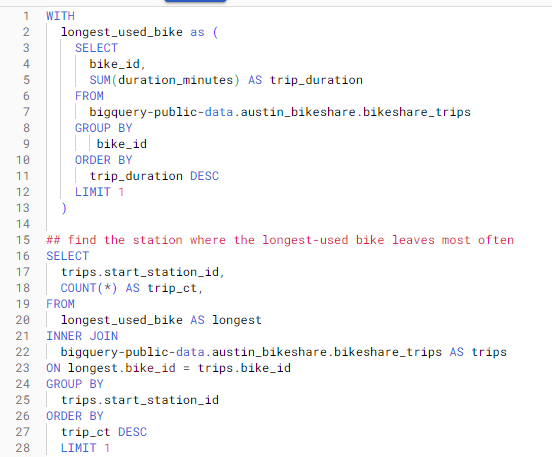 1 WITH
2 longest_used_bike as (
3 SELECT
4 bike_id,
5 SUM(duration_minutes) AS trip_duration
6 FROM
7 bigquery-public-data.austin_bikeshare.bikeshare_trips
8 GROUP BY
9 bike_id
10 ORDER BY
11 trip_duration DESC
12 LIMIT 1
13 )
14
15 ## find the station where the longest-used bike leaves most often
16 SELECT
17 trips.start_station_id,
18 COUNT(*) AS trip_ct,
19 FROM
20 longest_used_bike AS longest
21 INNER JOIN
22 bigquery-public-data.austin_bikeshare.bikeshare_trips AS trips
23 ON longest.bike_id = trips.bike_id
24 GROUP BY
25 trips.start_station_id
26 ORDER BY
27 trip_ct DESC
28 LIMIT 1